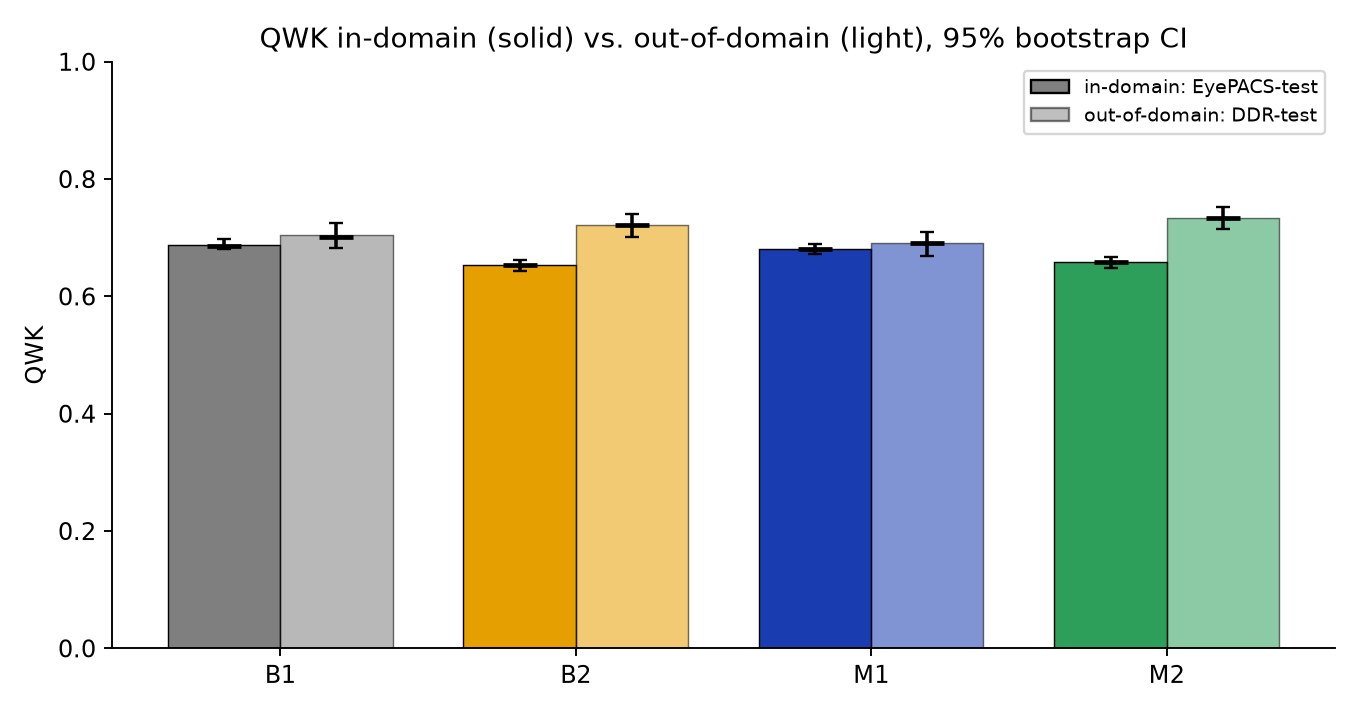 QWK in-domain (solid) vs. out-of-domain (light), 95% bootstrap CI
in-domain: EyePACS-test
out-of-domain: DDR-test
QWK
1.0
0.8
0.6
0.4
0.2
0.0
B1 B2 M1 M2